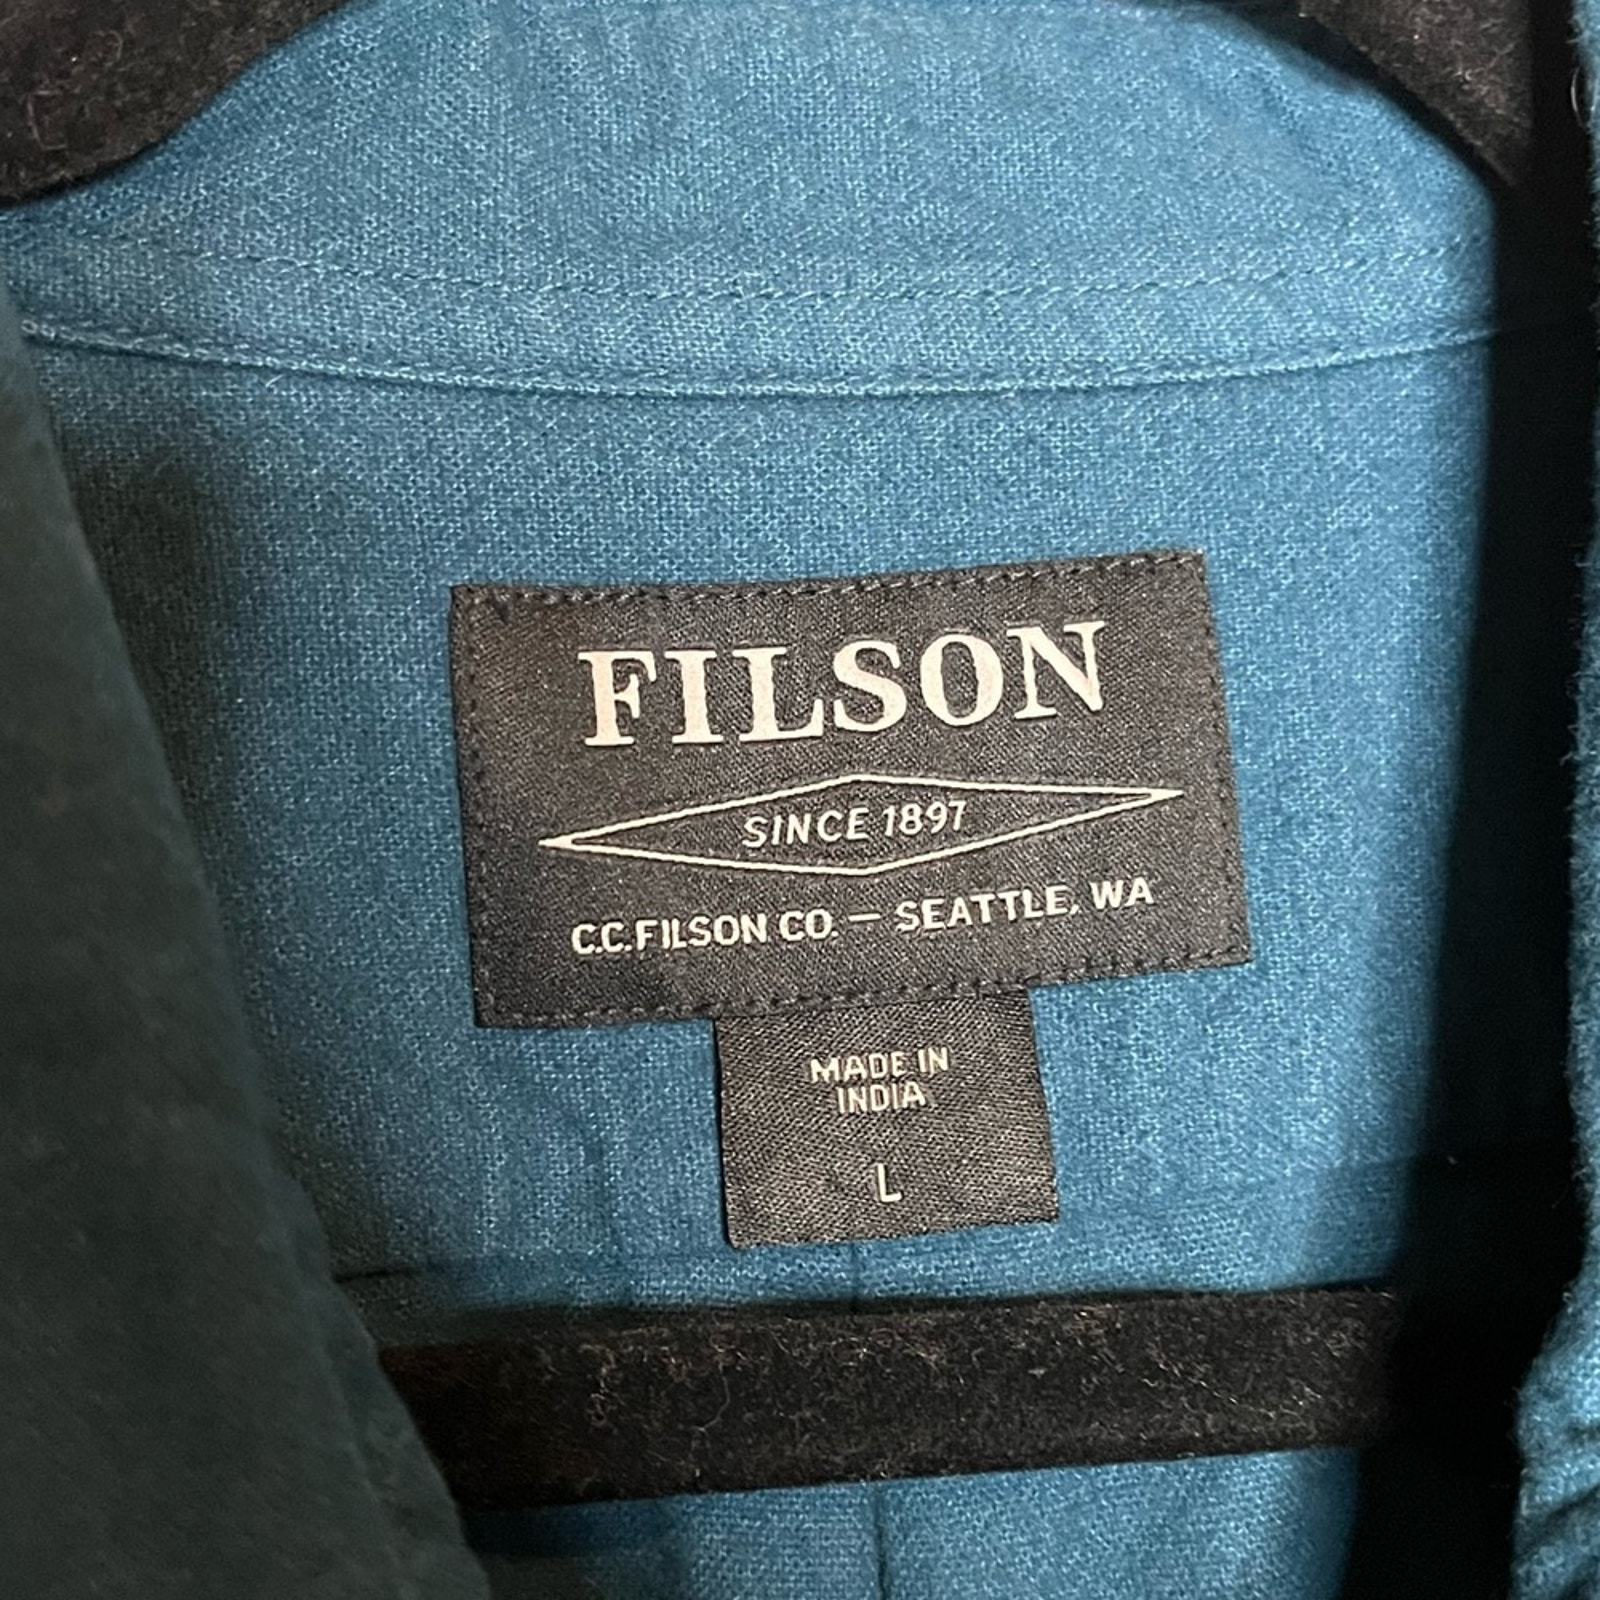 FILSON
SINCE 1897
C.C.FILSON CO. — SEATTLE, WA
MADE IN
INDIA
L